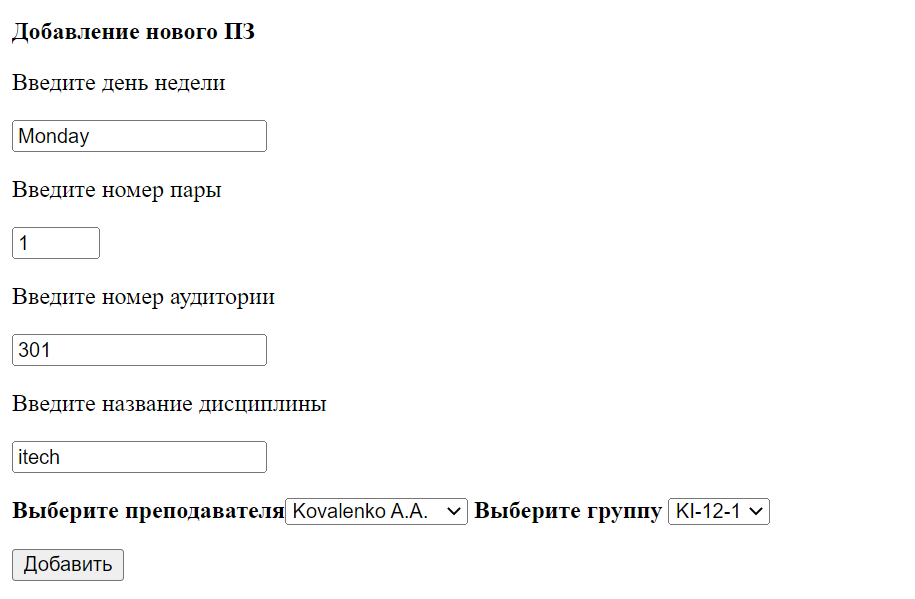 Добавление нового ПЗ
Введите день недели
Monday
Введите номер пары
1
Введите номер аудитории
301
Введите название дисциплины
itech
Выберите преподавателя Kovalenko A.A. Выберите группу KI-12-1
Добавить